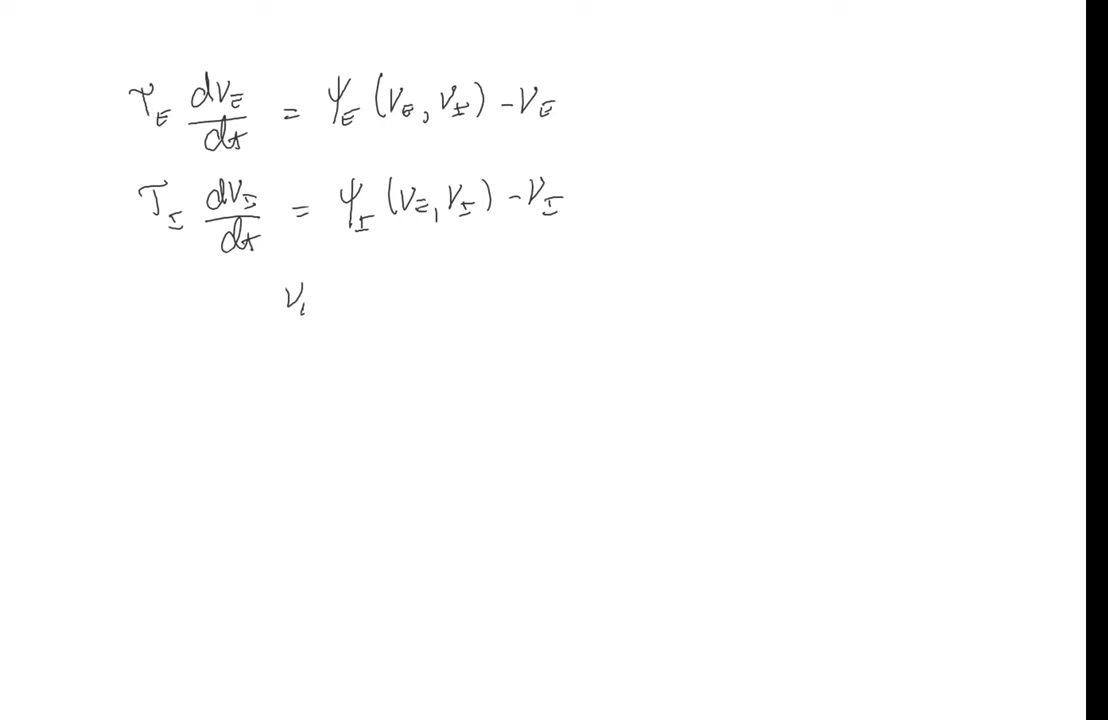 τ_E dν_E/dt = ψ_E (ν_E, ν_I) - ν_E
τ_I dν_I/dt = ψ_I (ν_E, ν_I) - ν_I
ν